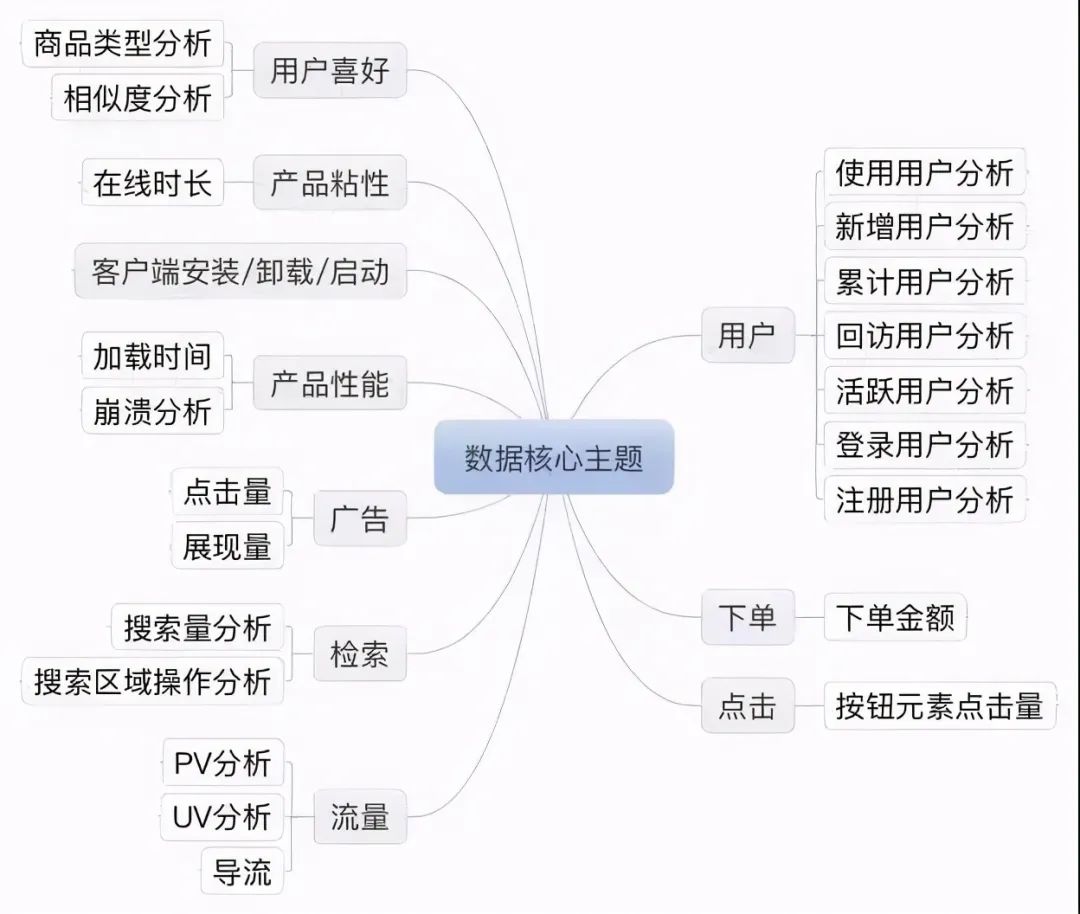 商品类型分析
相似度分析
用户喜好
在线时长
产品粘性
客户端安装/卸载/启动
加载时间
崩溃分析
产品性能
点击量
展现量
广告
搜索量分析
搜索区域操作分析
检索
PV分析
UV分析
导流
流量
数据核心主题
用户
使用用户分析
新增用户分析
累计用户分析
回访用户分析
活跃用户分析
登录用户分析
注册用户分析
下单
下单金额
点击
按钮元素点击量